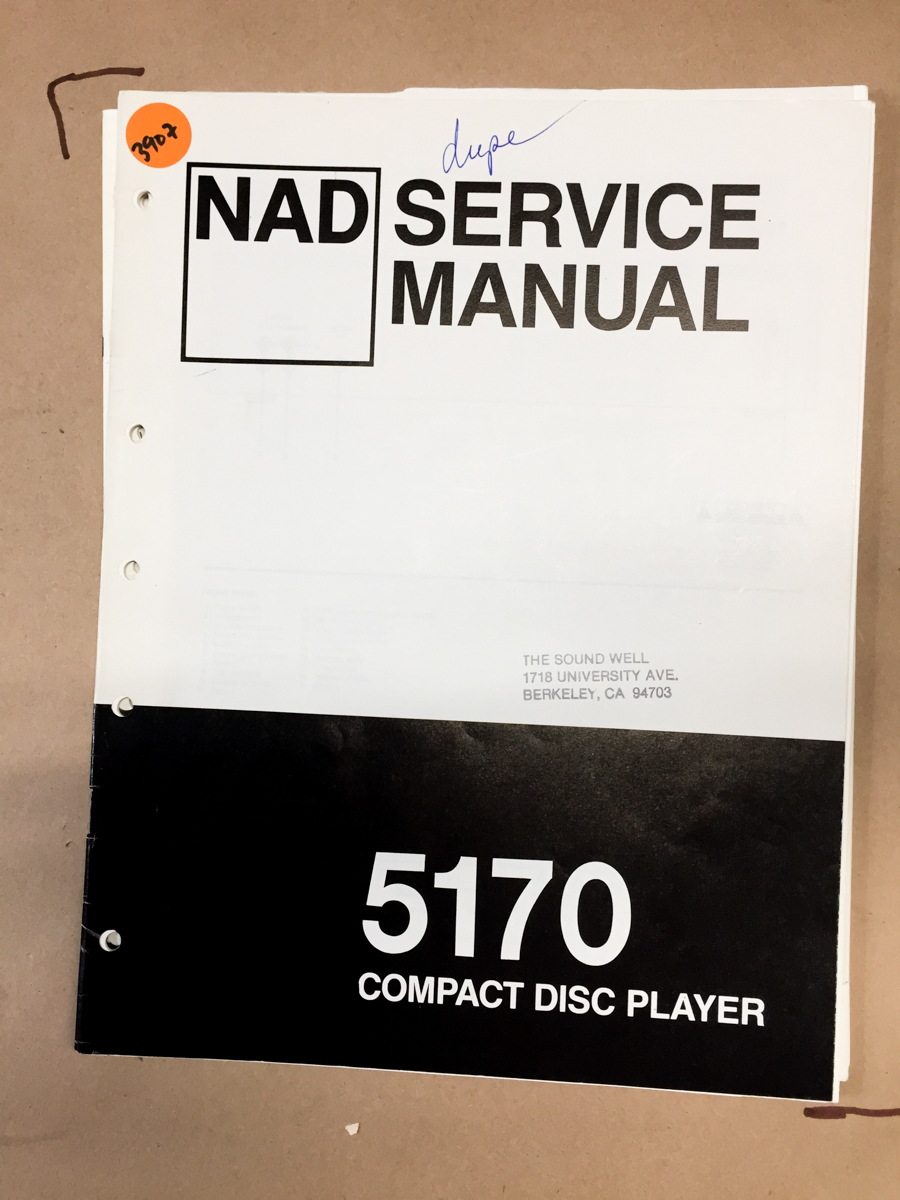 dupe
3907
NAD SERVICE
MANUAL
THE SOUND WELL
1718 UNIVERSITY AVE.
BERKELEY, CA 94703
5170
COMPACT DISC PLAYER